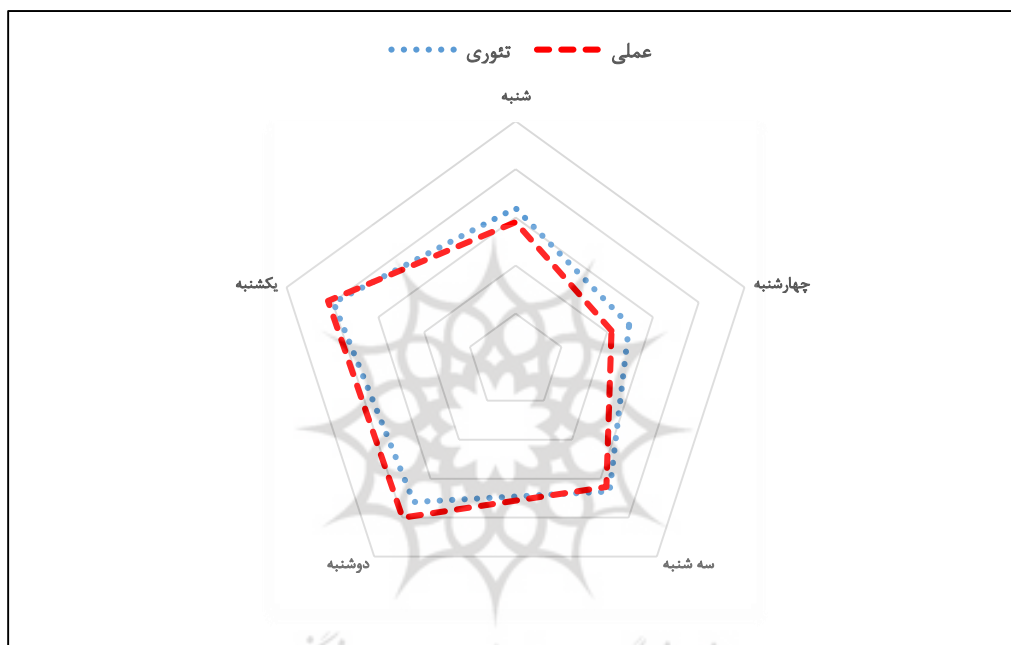 عملی تئوری
شنبه
یکشنبه چهارشنبه
دوشنبه سه شنبه